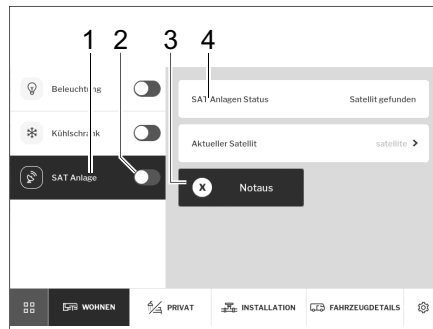 1 2 3 4
Beleuchtung
SAT Anlagen Status Satellit gefunden
Kühlschrank
Aktueller Satellit satellite >
SAT Anlage
X Notaus
WOHNEN PRIVAT INSTALLATION FAHRZEUGDETAILS